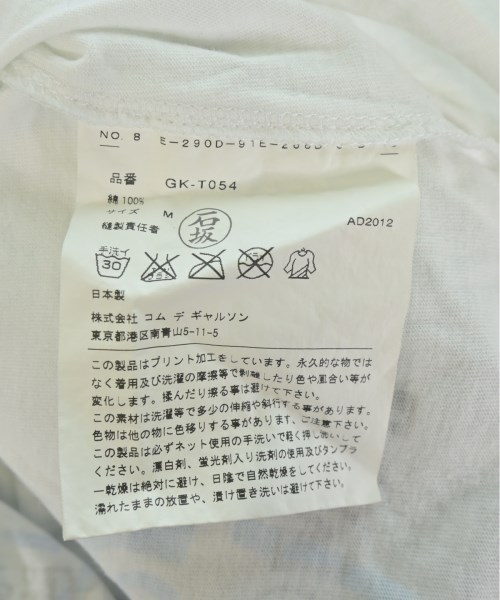 NO. 8 E-290D-91E-
品番 GK-T054
綿 100%
サイズ M
縫製責任者 石坂 AD2012
手洗イ
30
日本製
株式会社 コム デ ギャルソン
東京都港区南青山5-11-5
この製品はプリント加工をしています。永久的な物では
なく着用及び洗濯の摩擦等で剥離したり色や風合い等が
変化します。揉んだり擦る事は避けて下さい。
この素材は洗濯等で多少の伸縮や斜行する事があります。
色物は他の物に色移りする事があります、ご注意下さい。
この製品は必ずネット使用の手洗いで軽く押し洗いして
ください。漂白剤、蛍光剤入り洗剤の使用及びタンブラ
ー乾燥は絶対に避け、日陰で自然乾燥をしてください。
濡れたままの放置や、漬け置き洗いは避けて下さい。